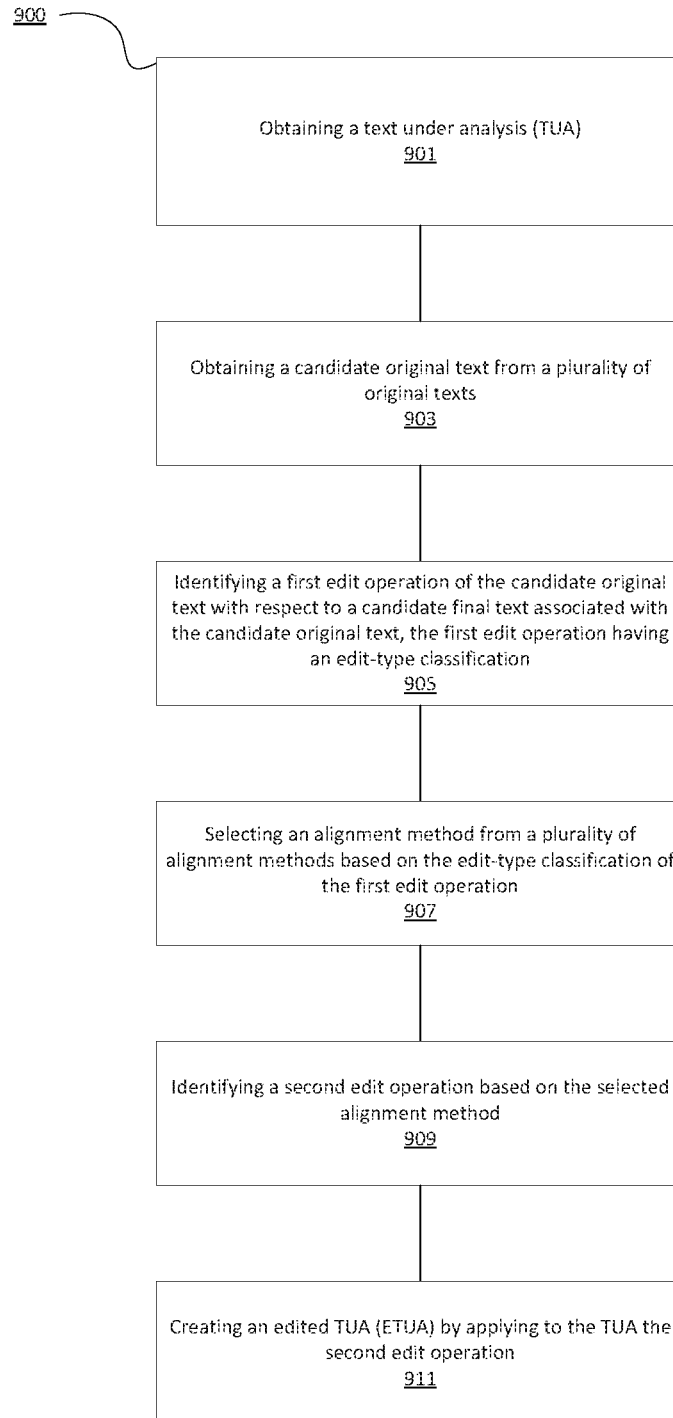 900
Obtaining a text under analysis (TUA)
901
Obtaining a candidate original text from a plurality of
original texts
903
Identifying a first edit operation of the candidate original
text with respect to a candidate final text associated with
the candidate original text, the first edit operation having
an edit-type classification
905
Selecting an alignment method from a plurality of
alignment methods based on the edit-type classification of
the first edit operation
907
Identifying a second edit operation based on the selected
alignment method
909
Creating an edited TUA (ETUA) by applying to the TUA the
second edit operation
911